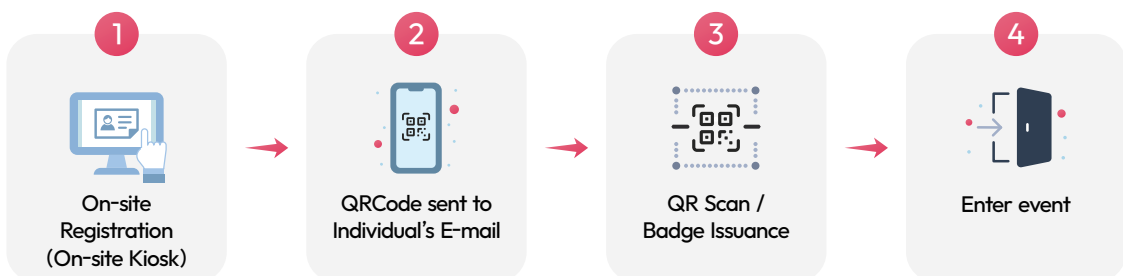 1
On-site
Registration
(On-site Kiosk)
2
QRCode sent to
Individual's E-mail
3
QR Scan /
Badge Issuance
4
Enter event